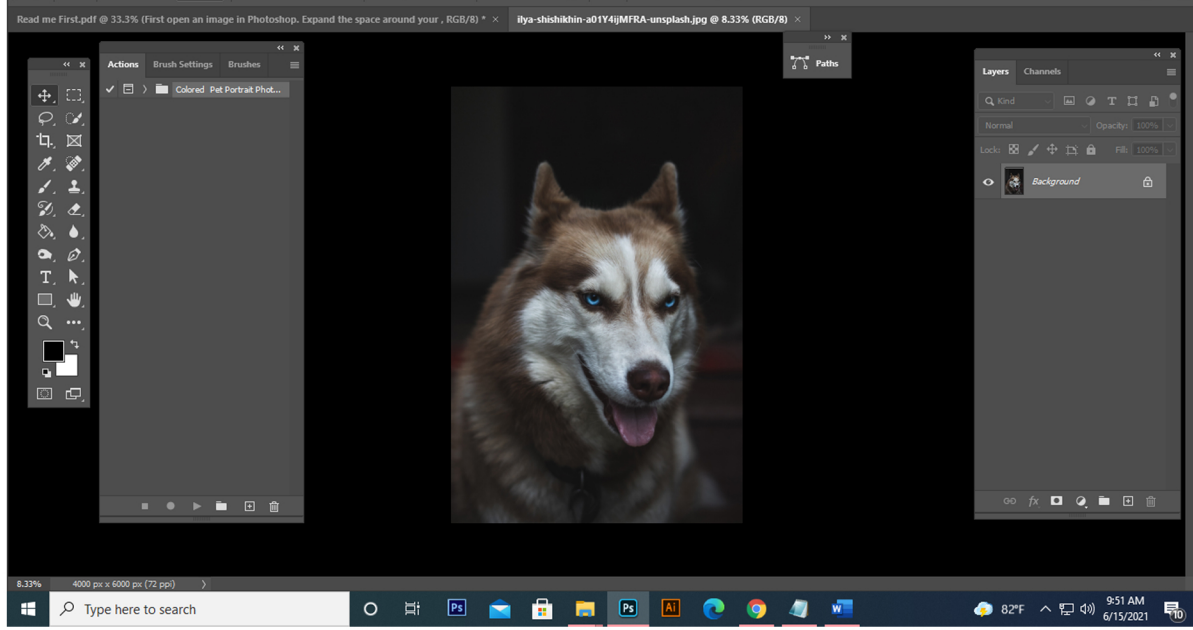 Read me First.pdf @ 33.3% (First open an image in Photoshop. Expand the space around your , RGB/8) * ×
ilya-shishikhin-a01Y4ijMFRA-unsplash.jpg @ 8.33% (RGB/8) ×
Paths
Actions Brush Settings Brushes
Colored Pet Portrait Phot...
Layers Channels
Kind
Normal Opacity: 100%
Lock: Fill: 100%
Background
fx
8.33% 4000 px x 6000 px (72 ppi)
Type here to search
Ps
Ps
Ai
W
82°F
9:51 AM
6/15/2021
10